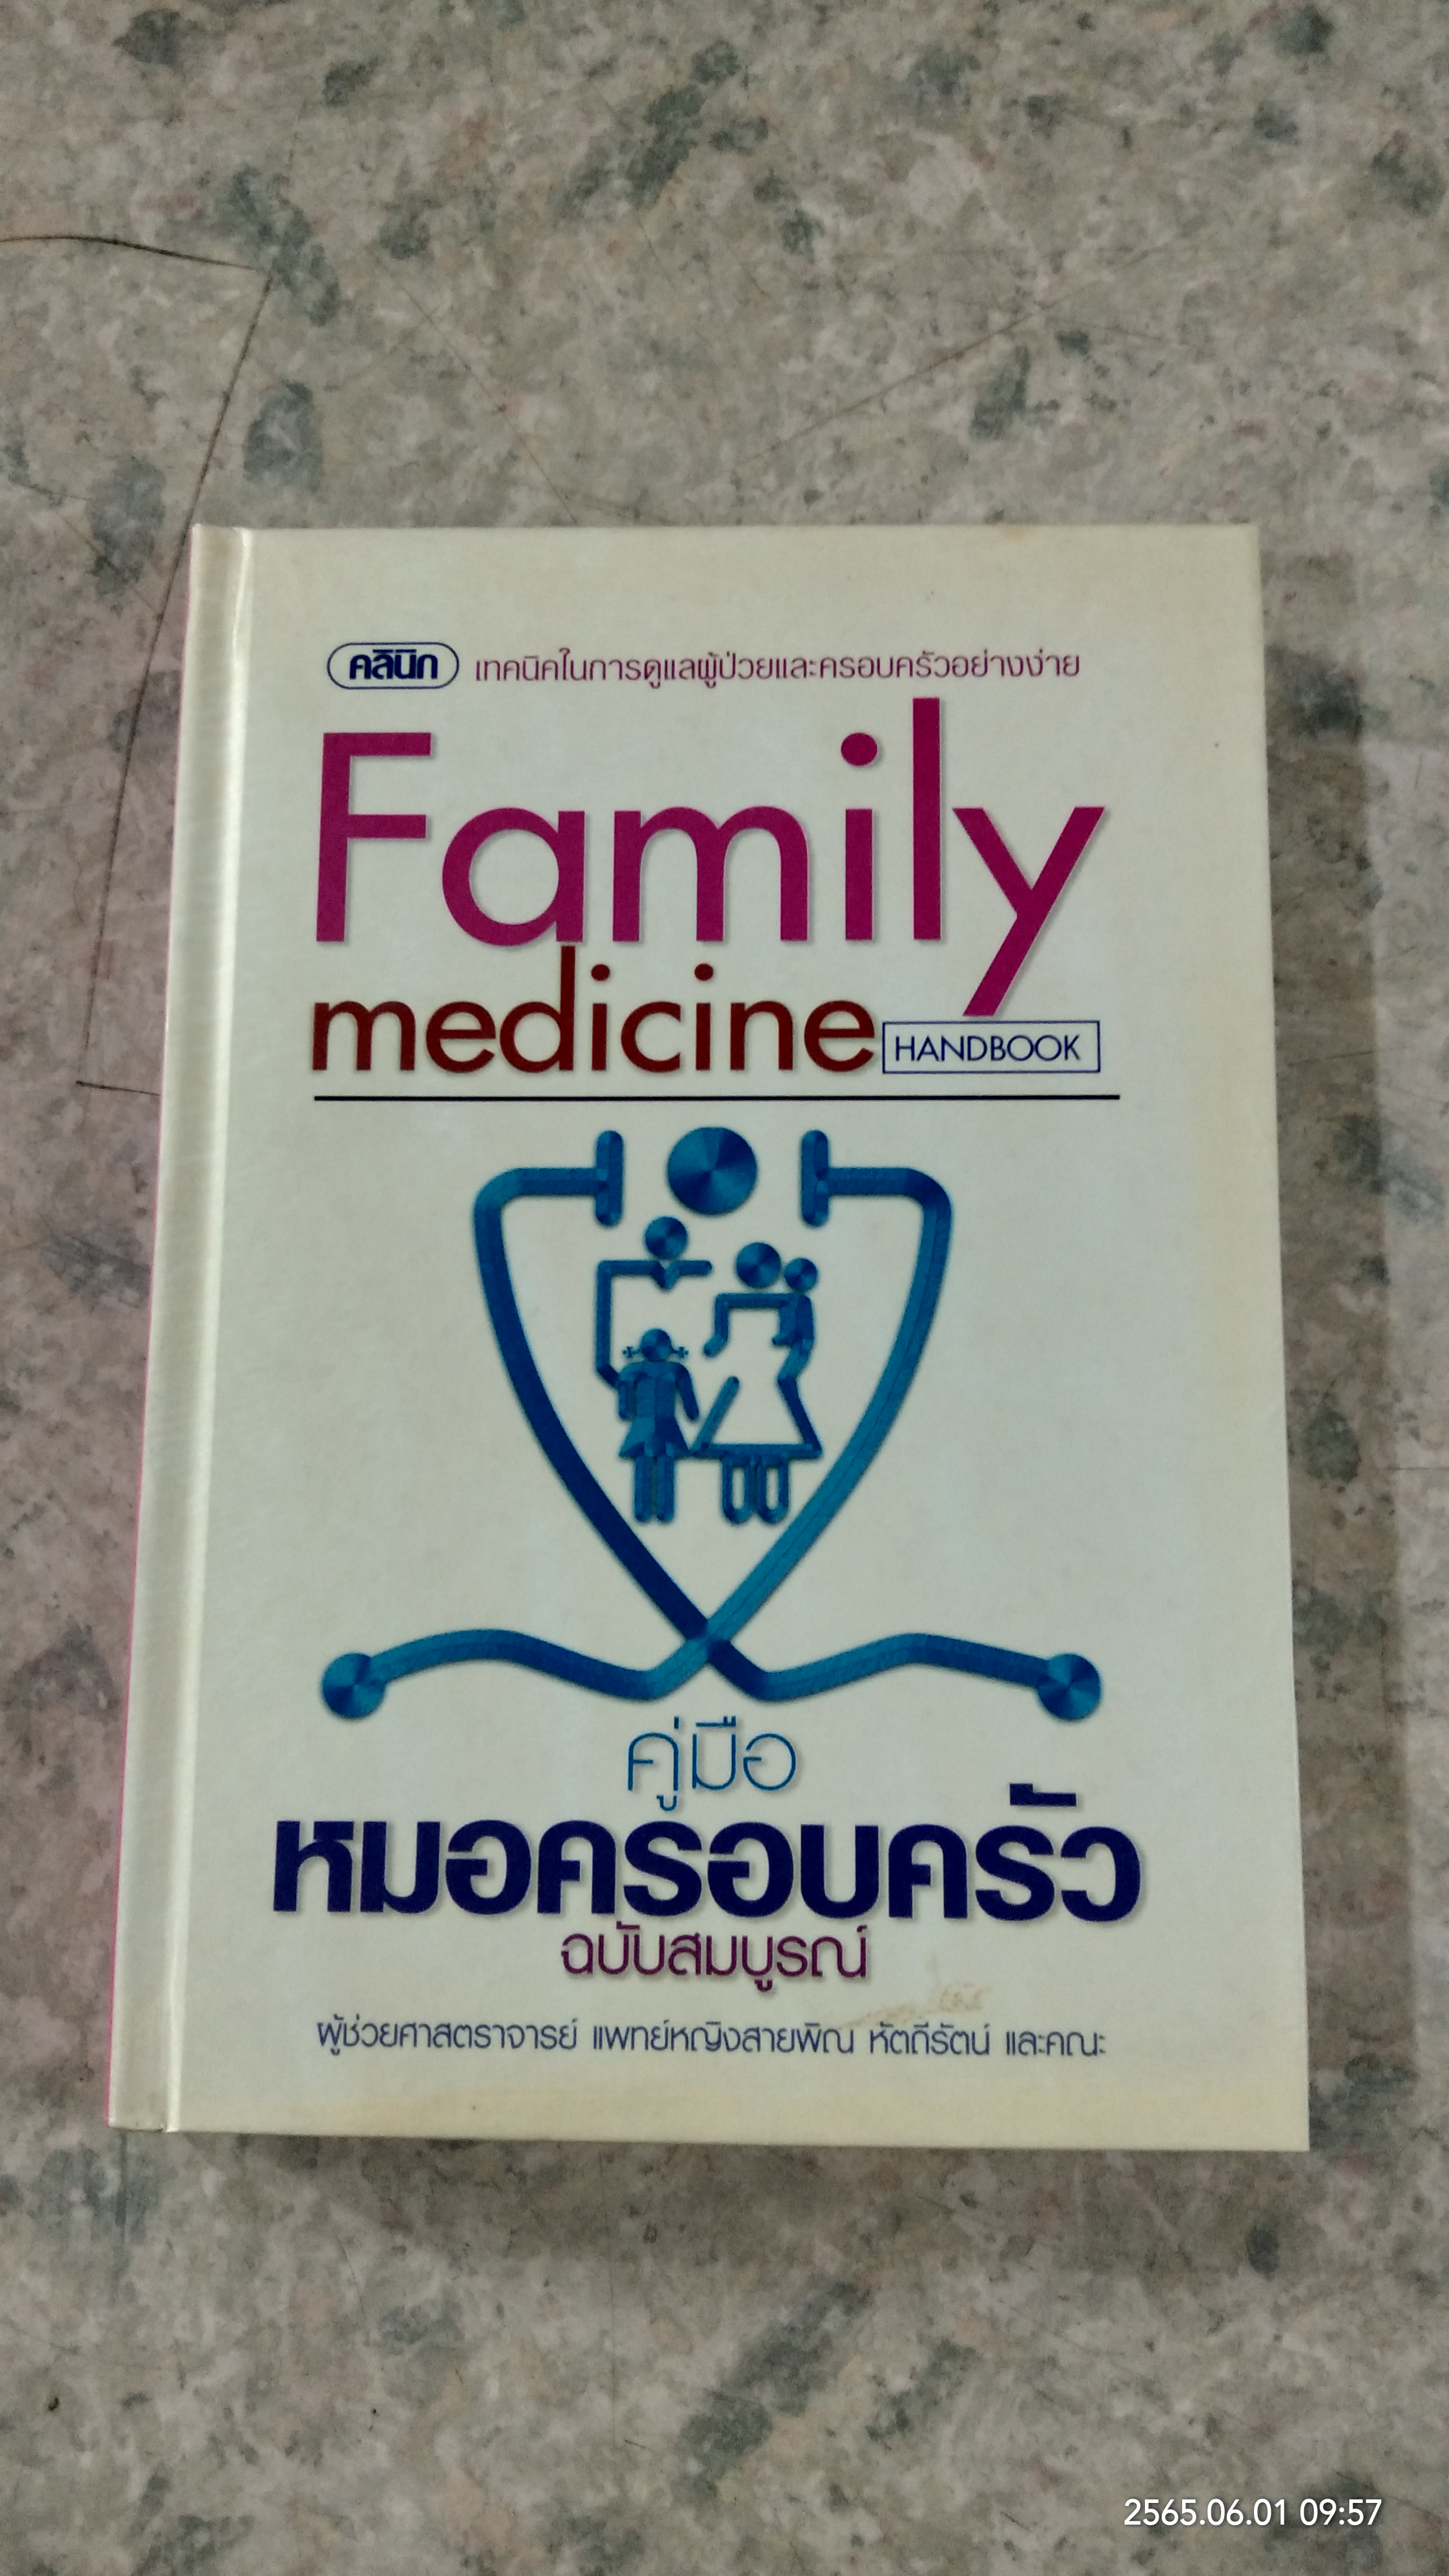 คลินิก เทคนิคในการดูแลผู้ป่วยและครอบครัวอย่างง่าย
Family
medicine HANDBOOK
คู่มือ
หมอครอบครัว
ฉบับสมบูรณ์
ผู้ช่วยศาสตราจารย์ แพทย์หญิงสายพิณ หัตถีรัตน์ และคณะ
2565.06.01 09:57